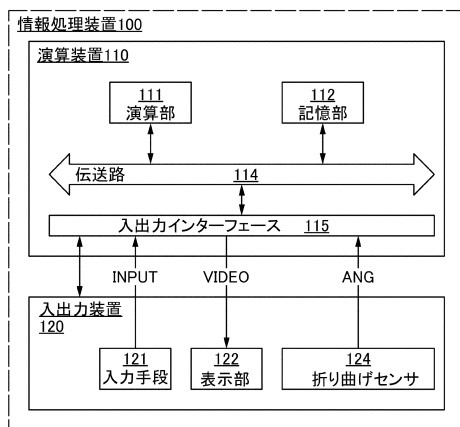 情報処理装置100
演算装置110
111
演算部
112
記憶部
伝送路 114
入出力インターフェース 115
INPUT VIDEO ANG
入出力装置
120
121
入力手段
122
表示部
124
折り曲げセンサ